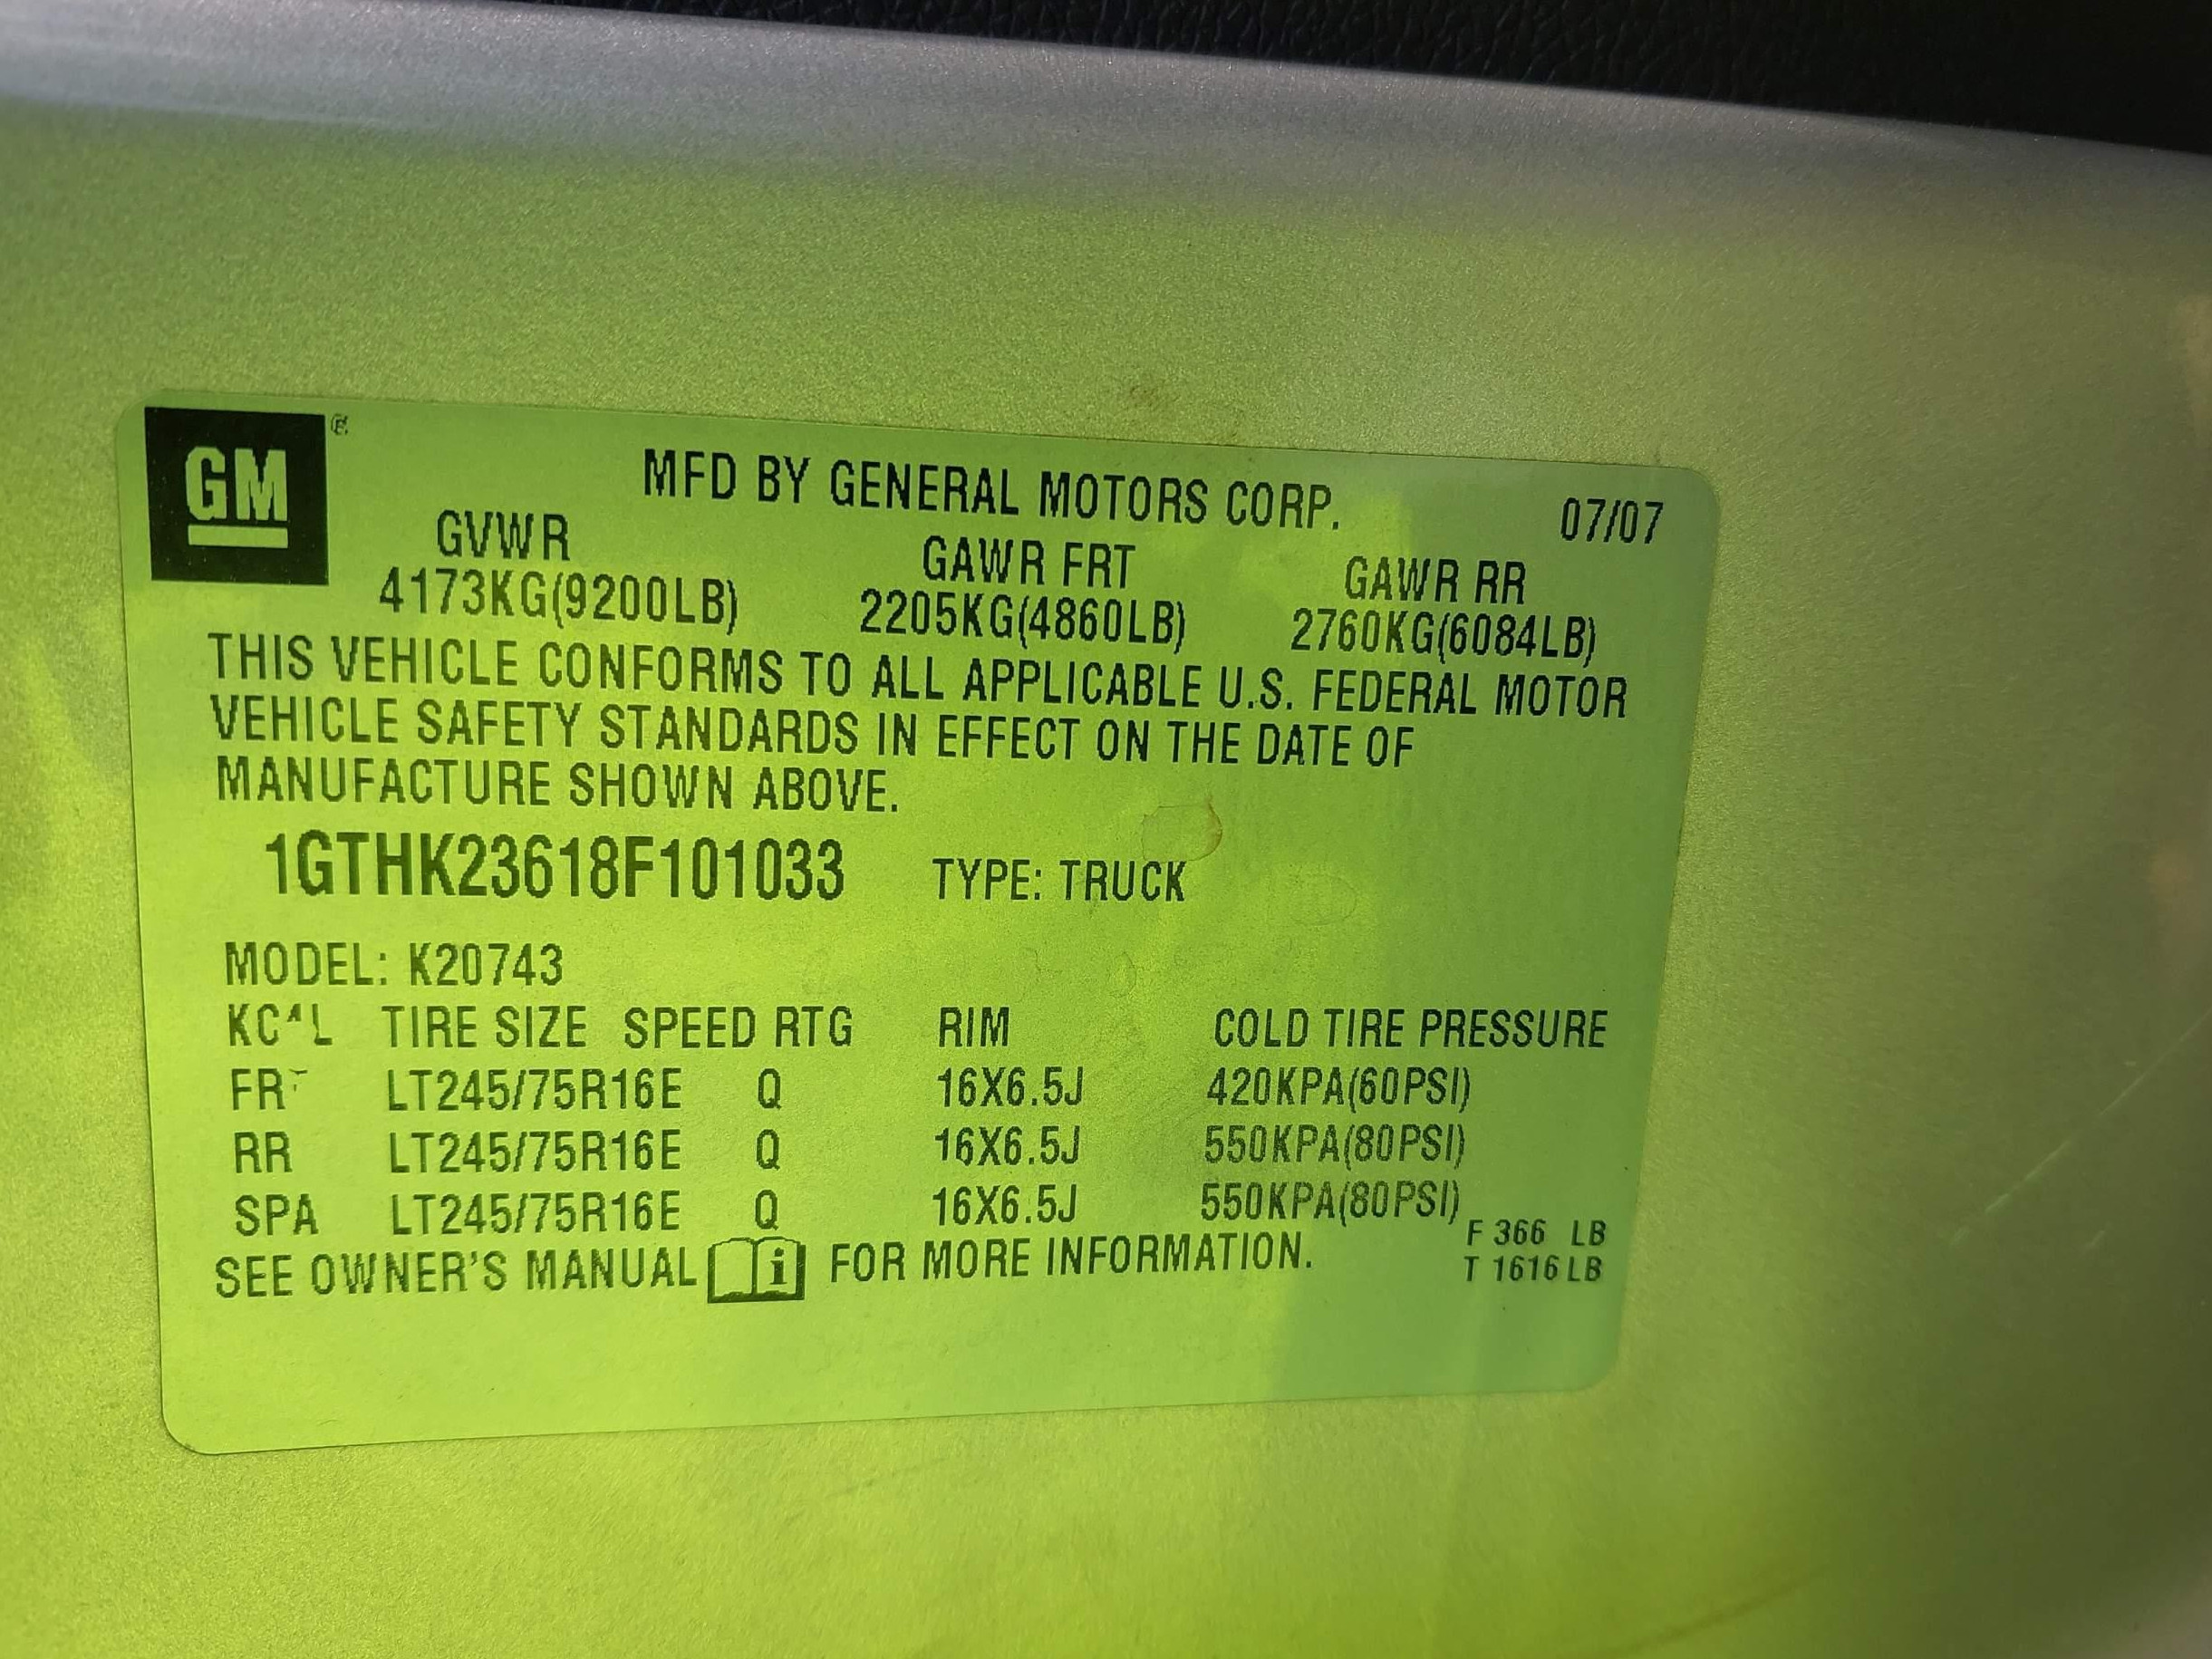 GM ®
MFD BY GENERAL MOTORS CORP. 07/07
GVWR GAWR FRT GAWR RR
4173KG(9200LB) 2205KG(4860LB) 2760KG(6084LB)
THIS VEHICLE CONFORMS TO ALL APPLICABLE U.S. FEDERAL MOTOR
VEHICLE SAFETY STANDARDS IN EFFECT ON THE DATE OF
MANUFACTURE SHOWN ABOVE.
1GTHK23618F101033 TYPE: TRUCK
MODEL: K20743
TIRE SIZE SPEED RTG RIM COLD TIRE PRESSURE
FRT LT245/75R16E Q 16X6.5J 420KPA(60PSI)
RR LT245/75R16E Q 16X6.5J 550KPA(80PSI)
SPA LT245/75R16E Q 16X6.5J 550KPA(80PSI)
F 366 LB
T 1616 LB
SEE OWNER'S MANUAL i FOR MORE INFORMATION.